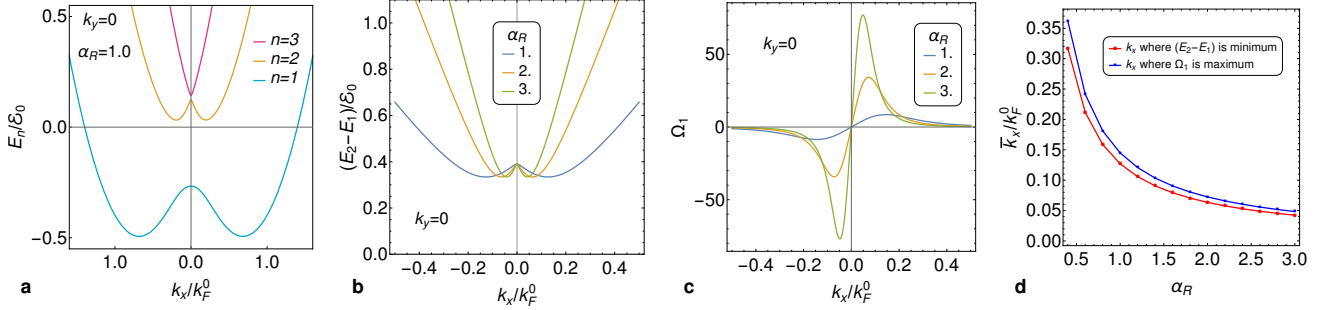 0.5
0.0
−0.5
E_n/ℰ_0
k_y=0
α_R=1.0
n=3
n=2
n=1
1.0
0.0
1.0
k_x/k_F^0
a
1.0
0.8
0.6
0.4
0.2
0.0
(E_2−E_1)/ℰ_0
α_R
1.
2.
3.
k_y=0
−0.4
−0.2
0.0
0.2
0.4
k_x/k_F^0
b
50
0
−50
Ω_1
k_y=0
α_R
1.
2.
3.
−0.4
−0.2
0.0
0.2
0.4
k_x/k_F^0
c
0.35
0.30
0.25
0.20
0.15
0.10
0.05
0.00
k̅_x/k_F^0
k_x where (E_2−E_1) is minimum
k_x where Ω_1 is maximum
0.5
1.0
1.5
2.0
2.5
3.0
α_R
d